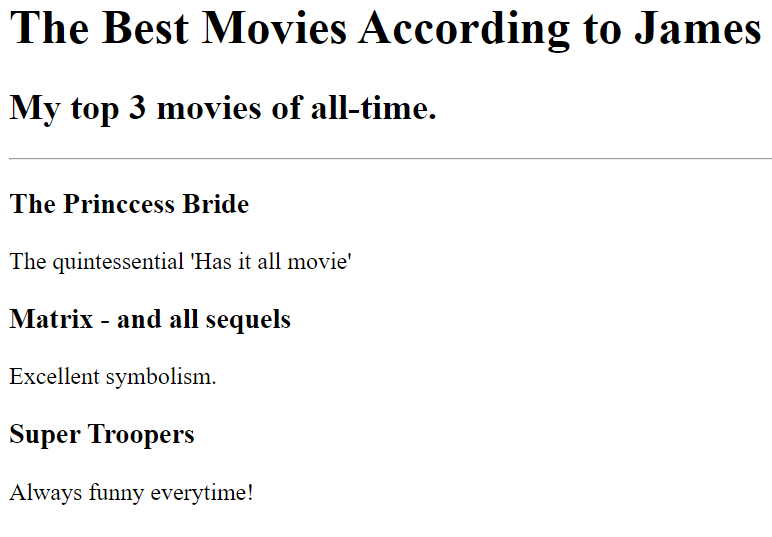 The Best Movies According to James
My top 3 movies of all-time.
The Princcess Bride
The quintessential 'Has it all movie'
Matrix - and all sequels
Excellent symbolism.
Super Troopers
Always funny everytime!